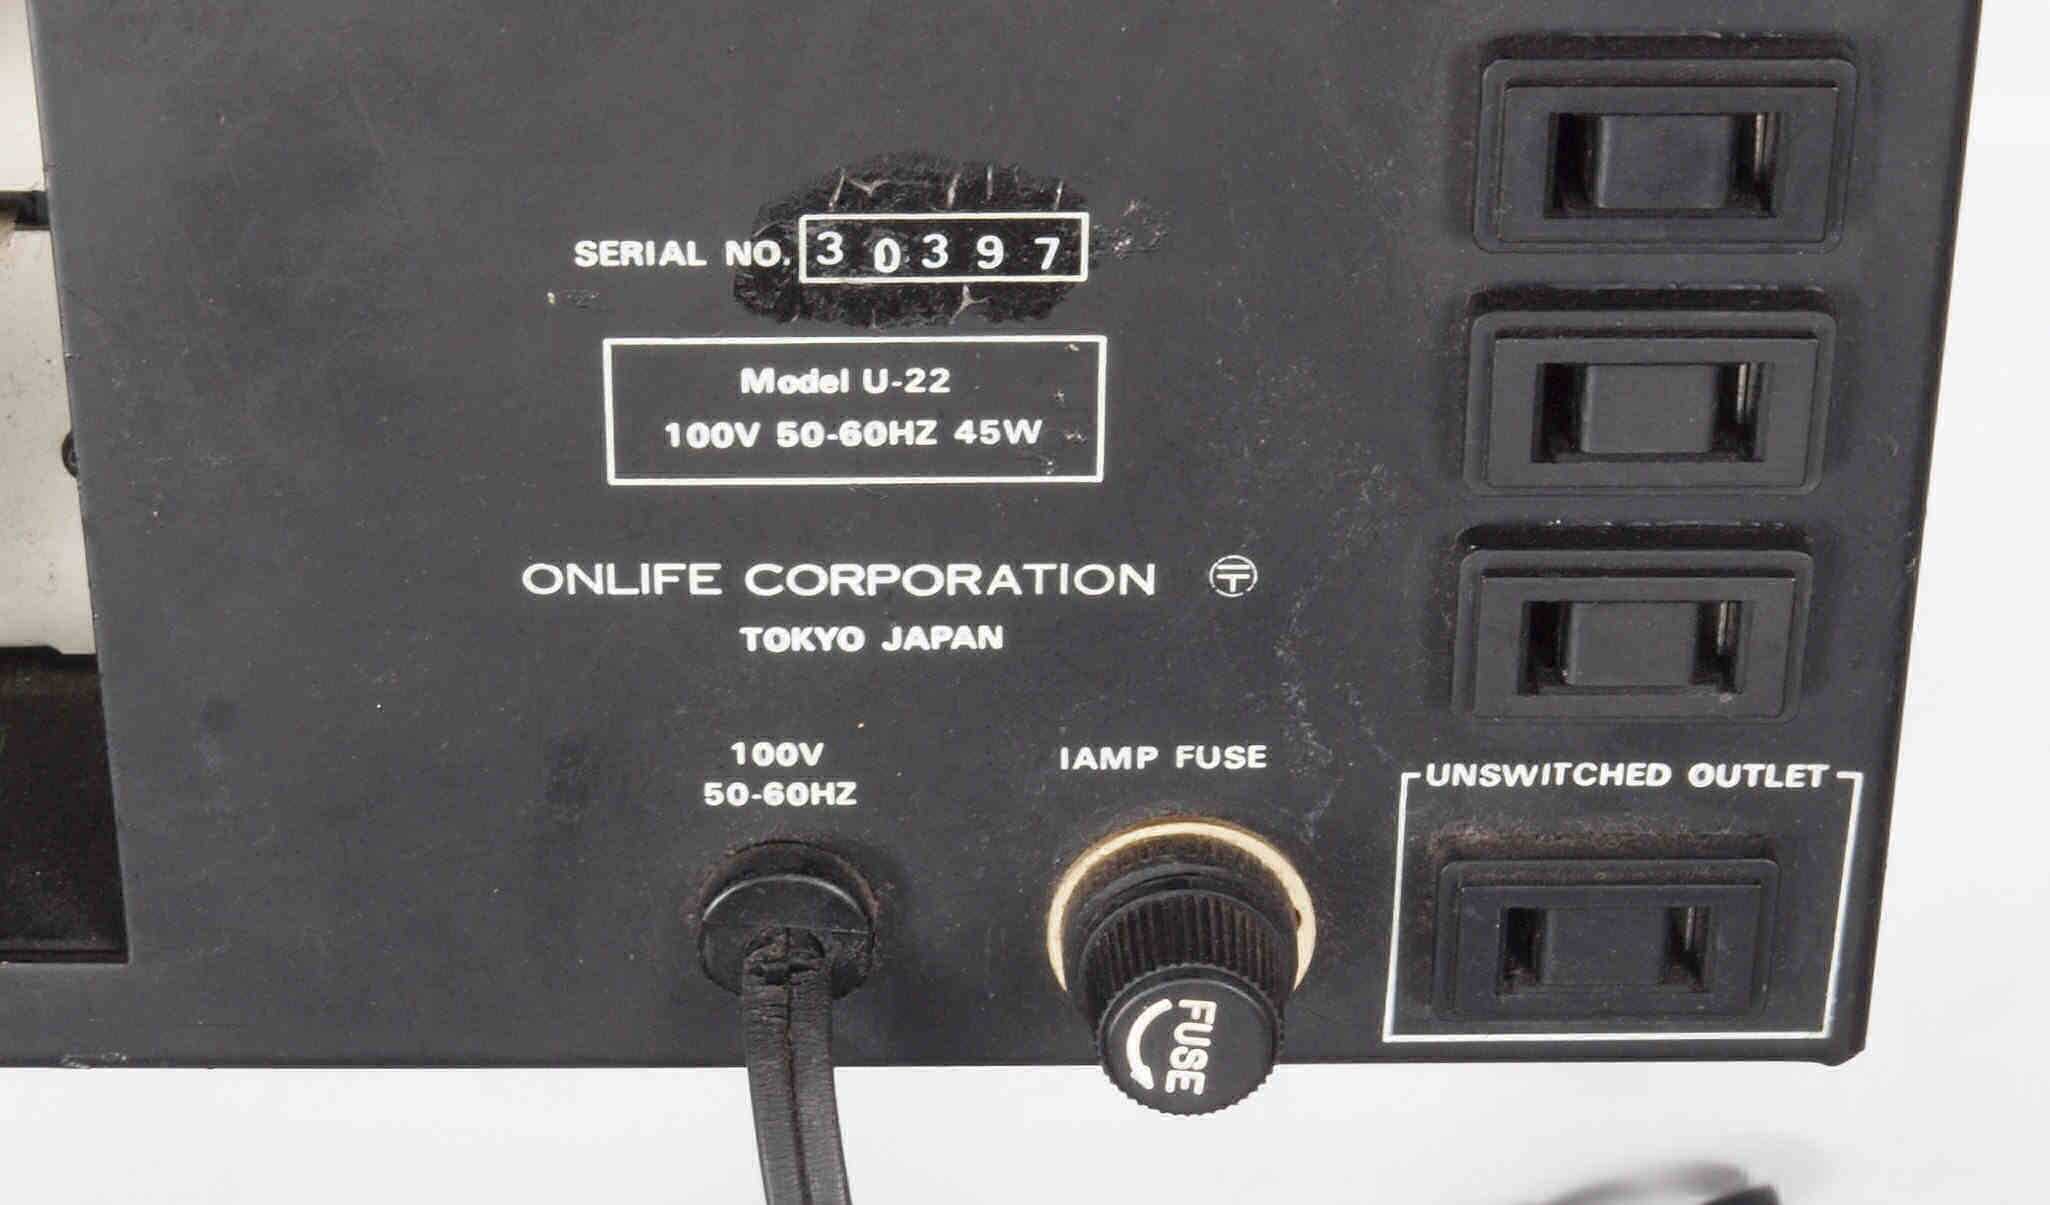 SERIAL NO. 30397
Model U-22
100V 50-60HZ 45W
ONLIFE CORPORATION 〒
TOKYO JAPAN
100V
50-60HZ
1AMP FUSE
UNSWITCHED OUTLET
FUSE